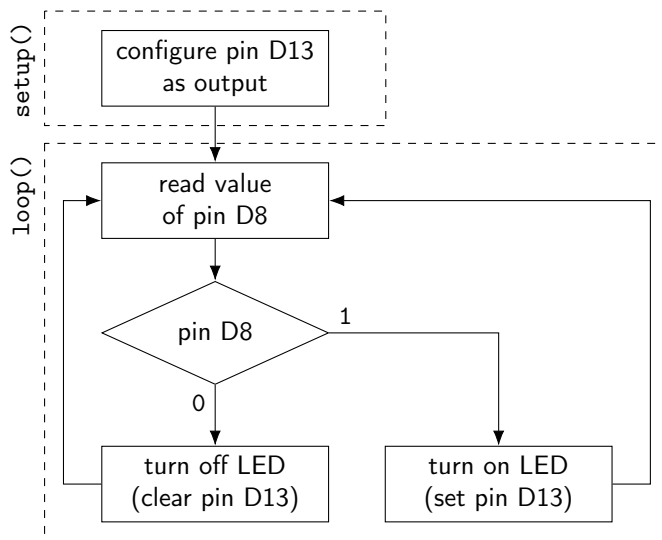 setup()
configure pin D13
as output
loop()
read value
of pin D8
pin D8
1
0
turn off LED
(clear pin D13)
turn on LED
(set pin D13)